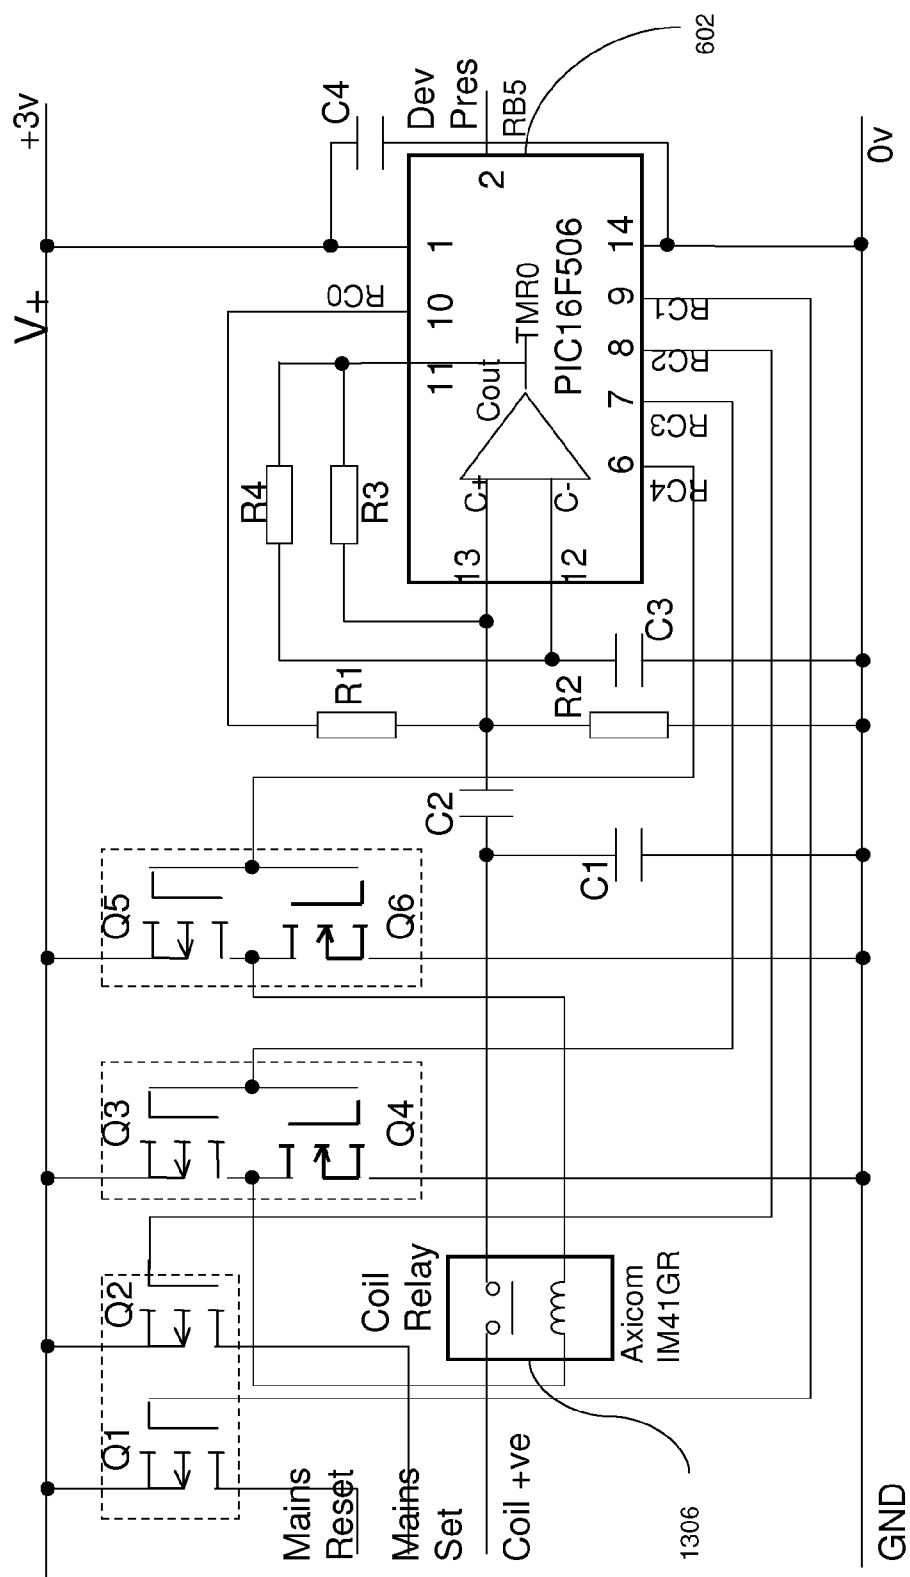 +3v
V+
C4
Dev
Pres
RB5
602
0v
2
1
14
RC0
10
TMR0
PIC16F506
9
RC1
11
Cout
8
RC2
7
RC3
6
RC4
C+
C-
13
12
R4
R3
R1
R2
C3
C2
C1
Q5
Q6
Q3
Q4
Q2
Q1
Coil
Relay
Axicom
IM41GR
Mains
Reset
Mains
Set
Coil +ve
1306
GND